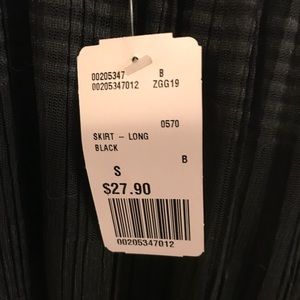 00205347 B
00205347012 ZGG19
0570
SKIRT – LONG
BLACK
B
S
$27.90
00205347012